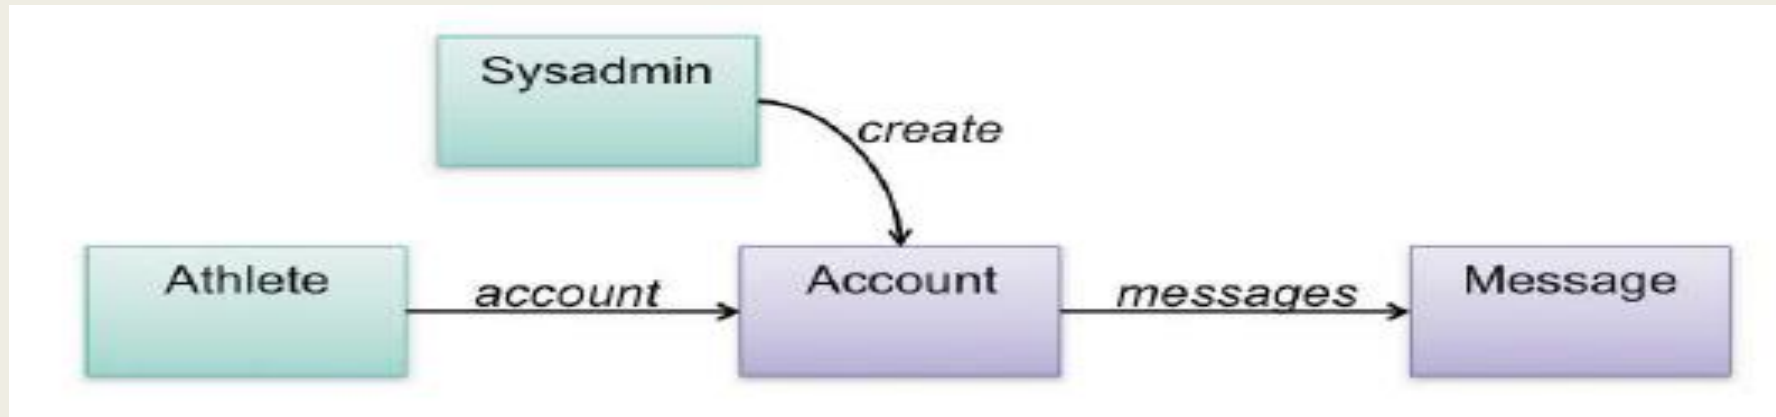 Sysadmin
create
Athlete
account
Account
messages
Message